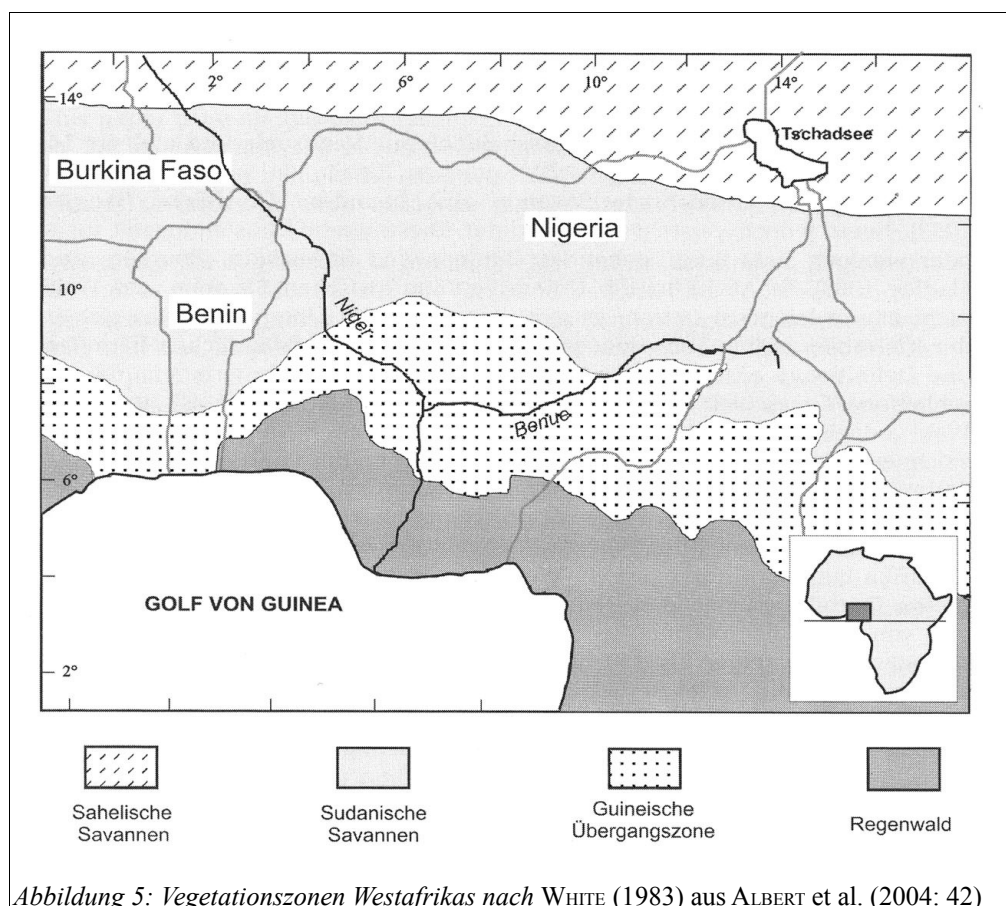 2° 6° 10° 14°
14°
Tschadsee
Burkina Faso
Nigeria
10°
Benin
Niger
Benue
6°
GOLF VON GUINEA
2°
Sahelische
Savannen
Sudanische
Savannen
Guineische
Übergangszone
Regenwald
Abbildung 5: Vegetationszonen Westafrikas nach WHITE (1983) aus ALBERT et al. (2004: 42)